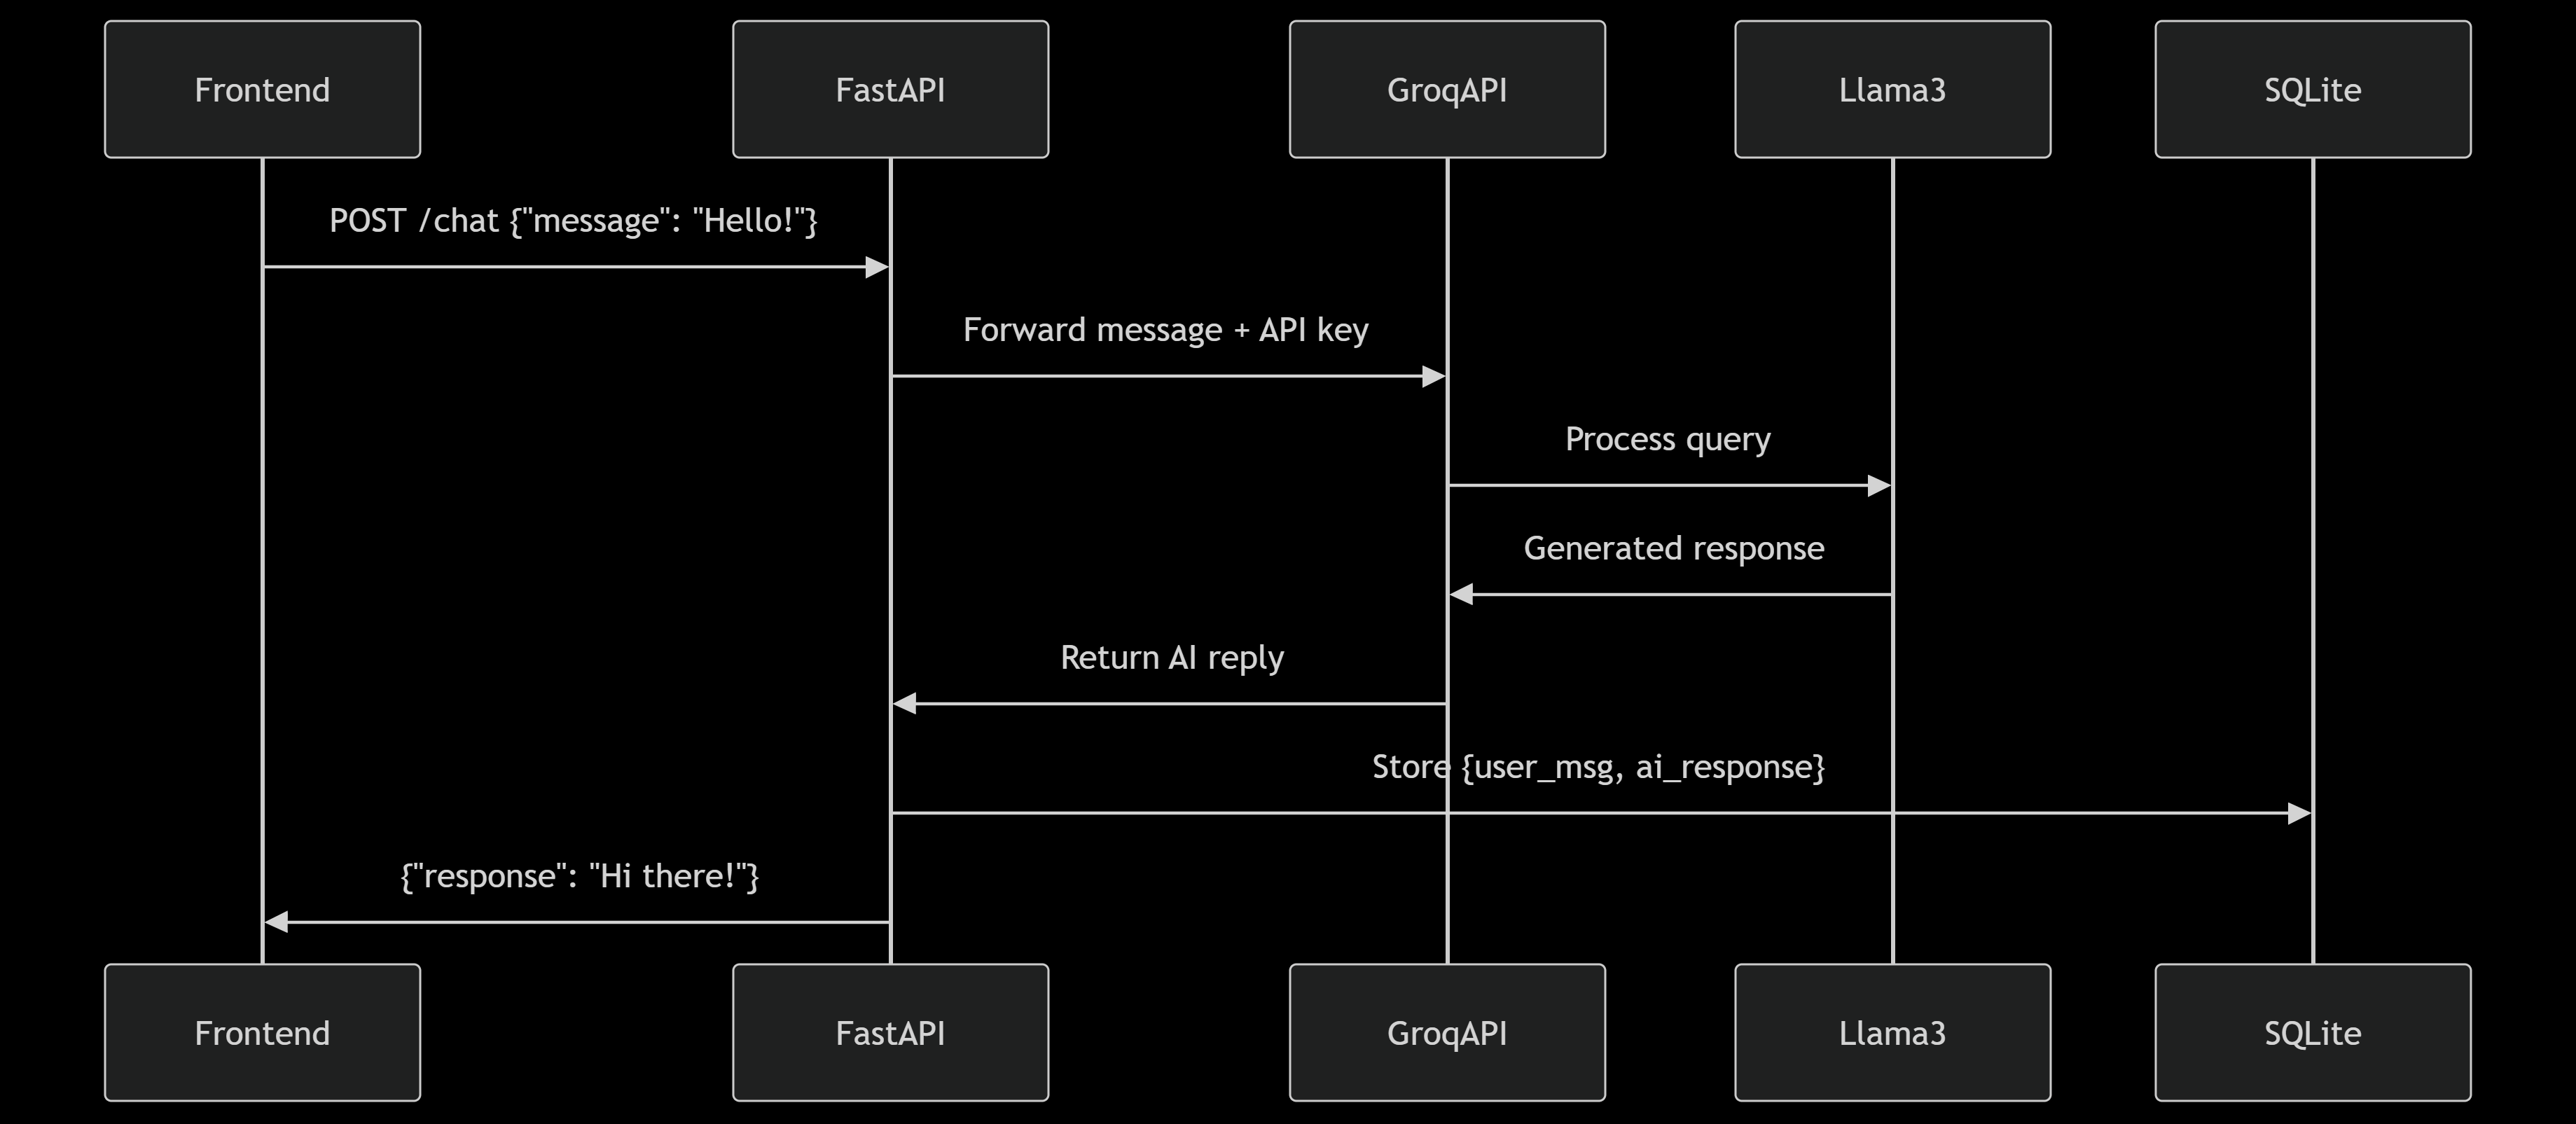 Frontend
FastAPI
GroqAPI
Llama3
SQLite
POST /chat {"message": "Hello!"}
Forward message + API key
Process query
Generated response
Return AI reply
Store {user_msg, ai_response}
{"response": "Hi there!"}
Frontend
FastAPI
GroqAPI
Llama3
SQLite